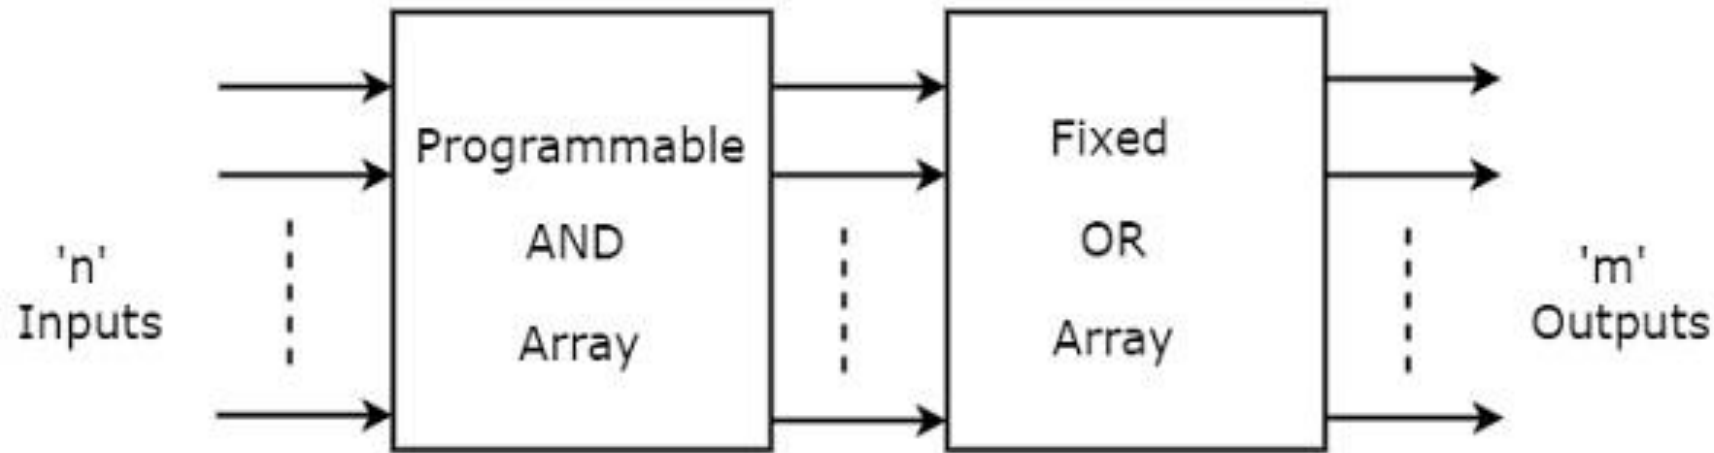 'n'
Inputs
Programmable
AND
Array
Fixed
OR
Array
'm'
Outputs